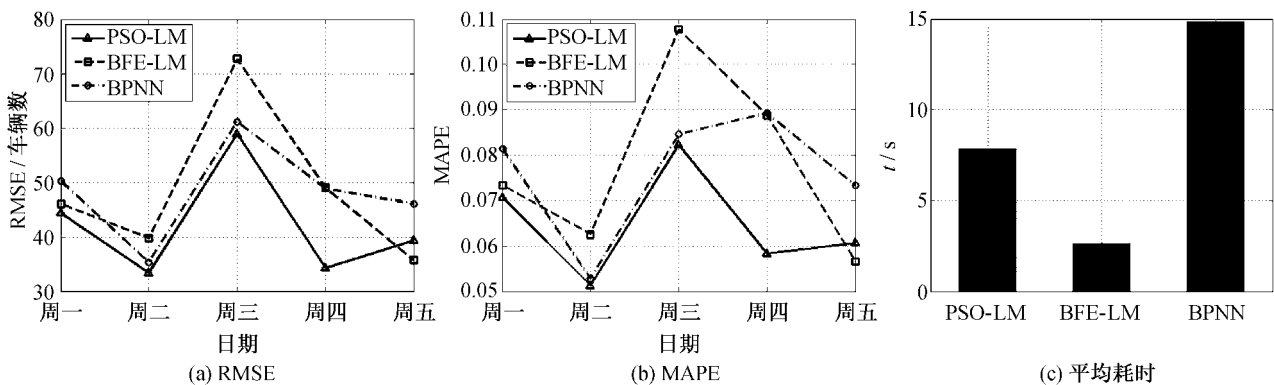 80
70
60
50
40
30
RMSE / 车辆数
PSO-LM
BFE-LM
BPNN
周一 周二 周三 周四 周五
日期
(a) RMSE
0.11
0.10
0.09
0.08
0.07
0.06
0.05
MAPE
PSO-LM
BFE-LM
BPNN
周一 周二 周三 周四 周五
日期
(b) MAPE
15
10
5
0
t / s
PSO-LM BFE-LM BPNN
(c) 平均耗时